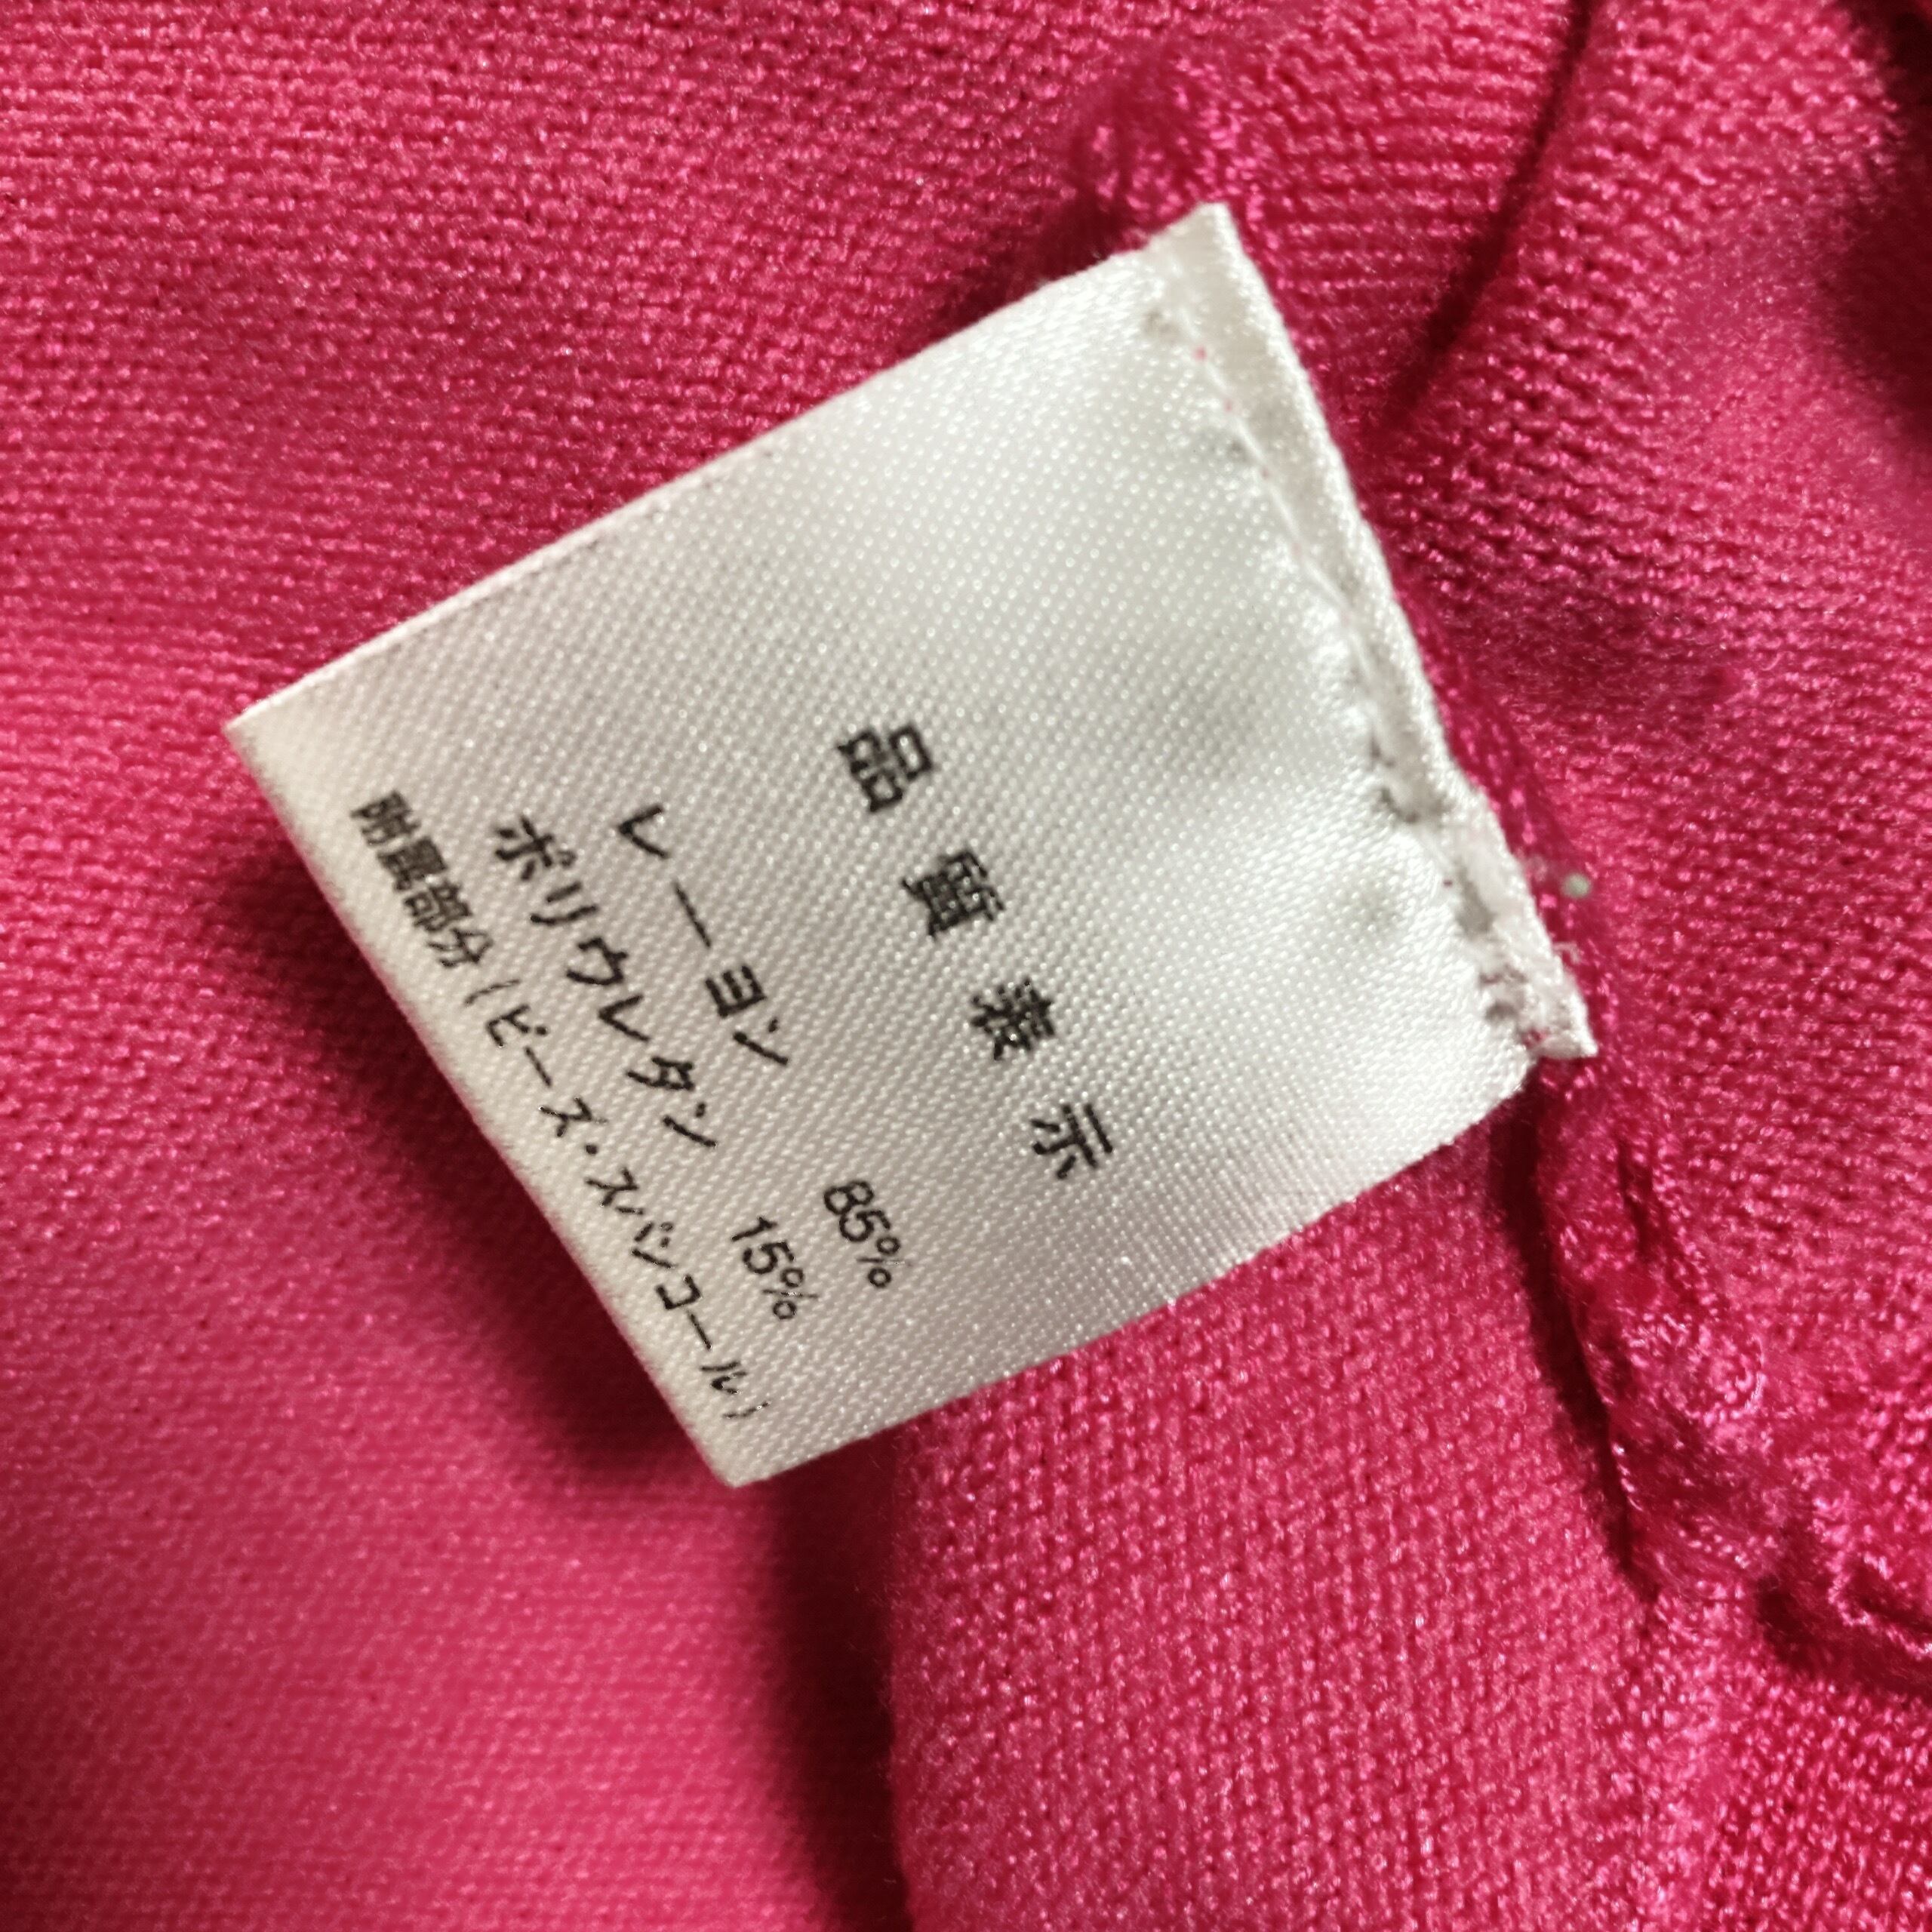 品質表示
レーヨン 85%
ポリウレタン 15%
附属部分(ビーズ・スパンコール)